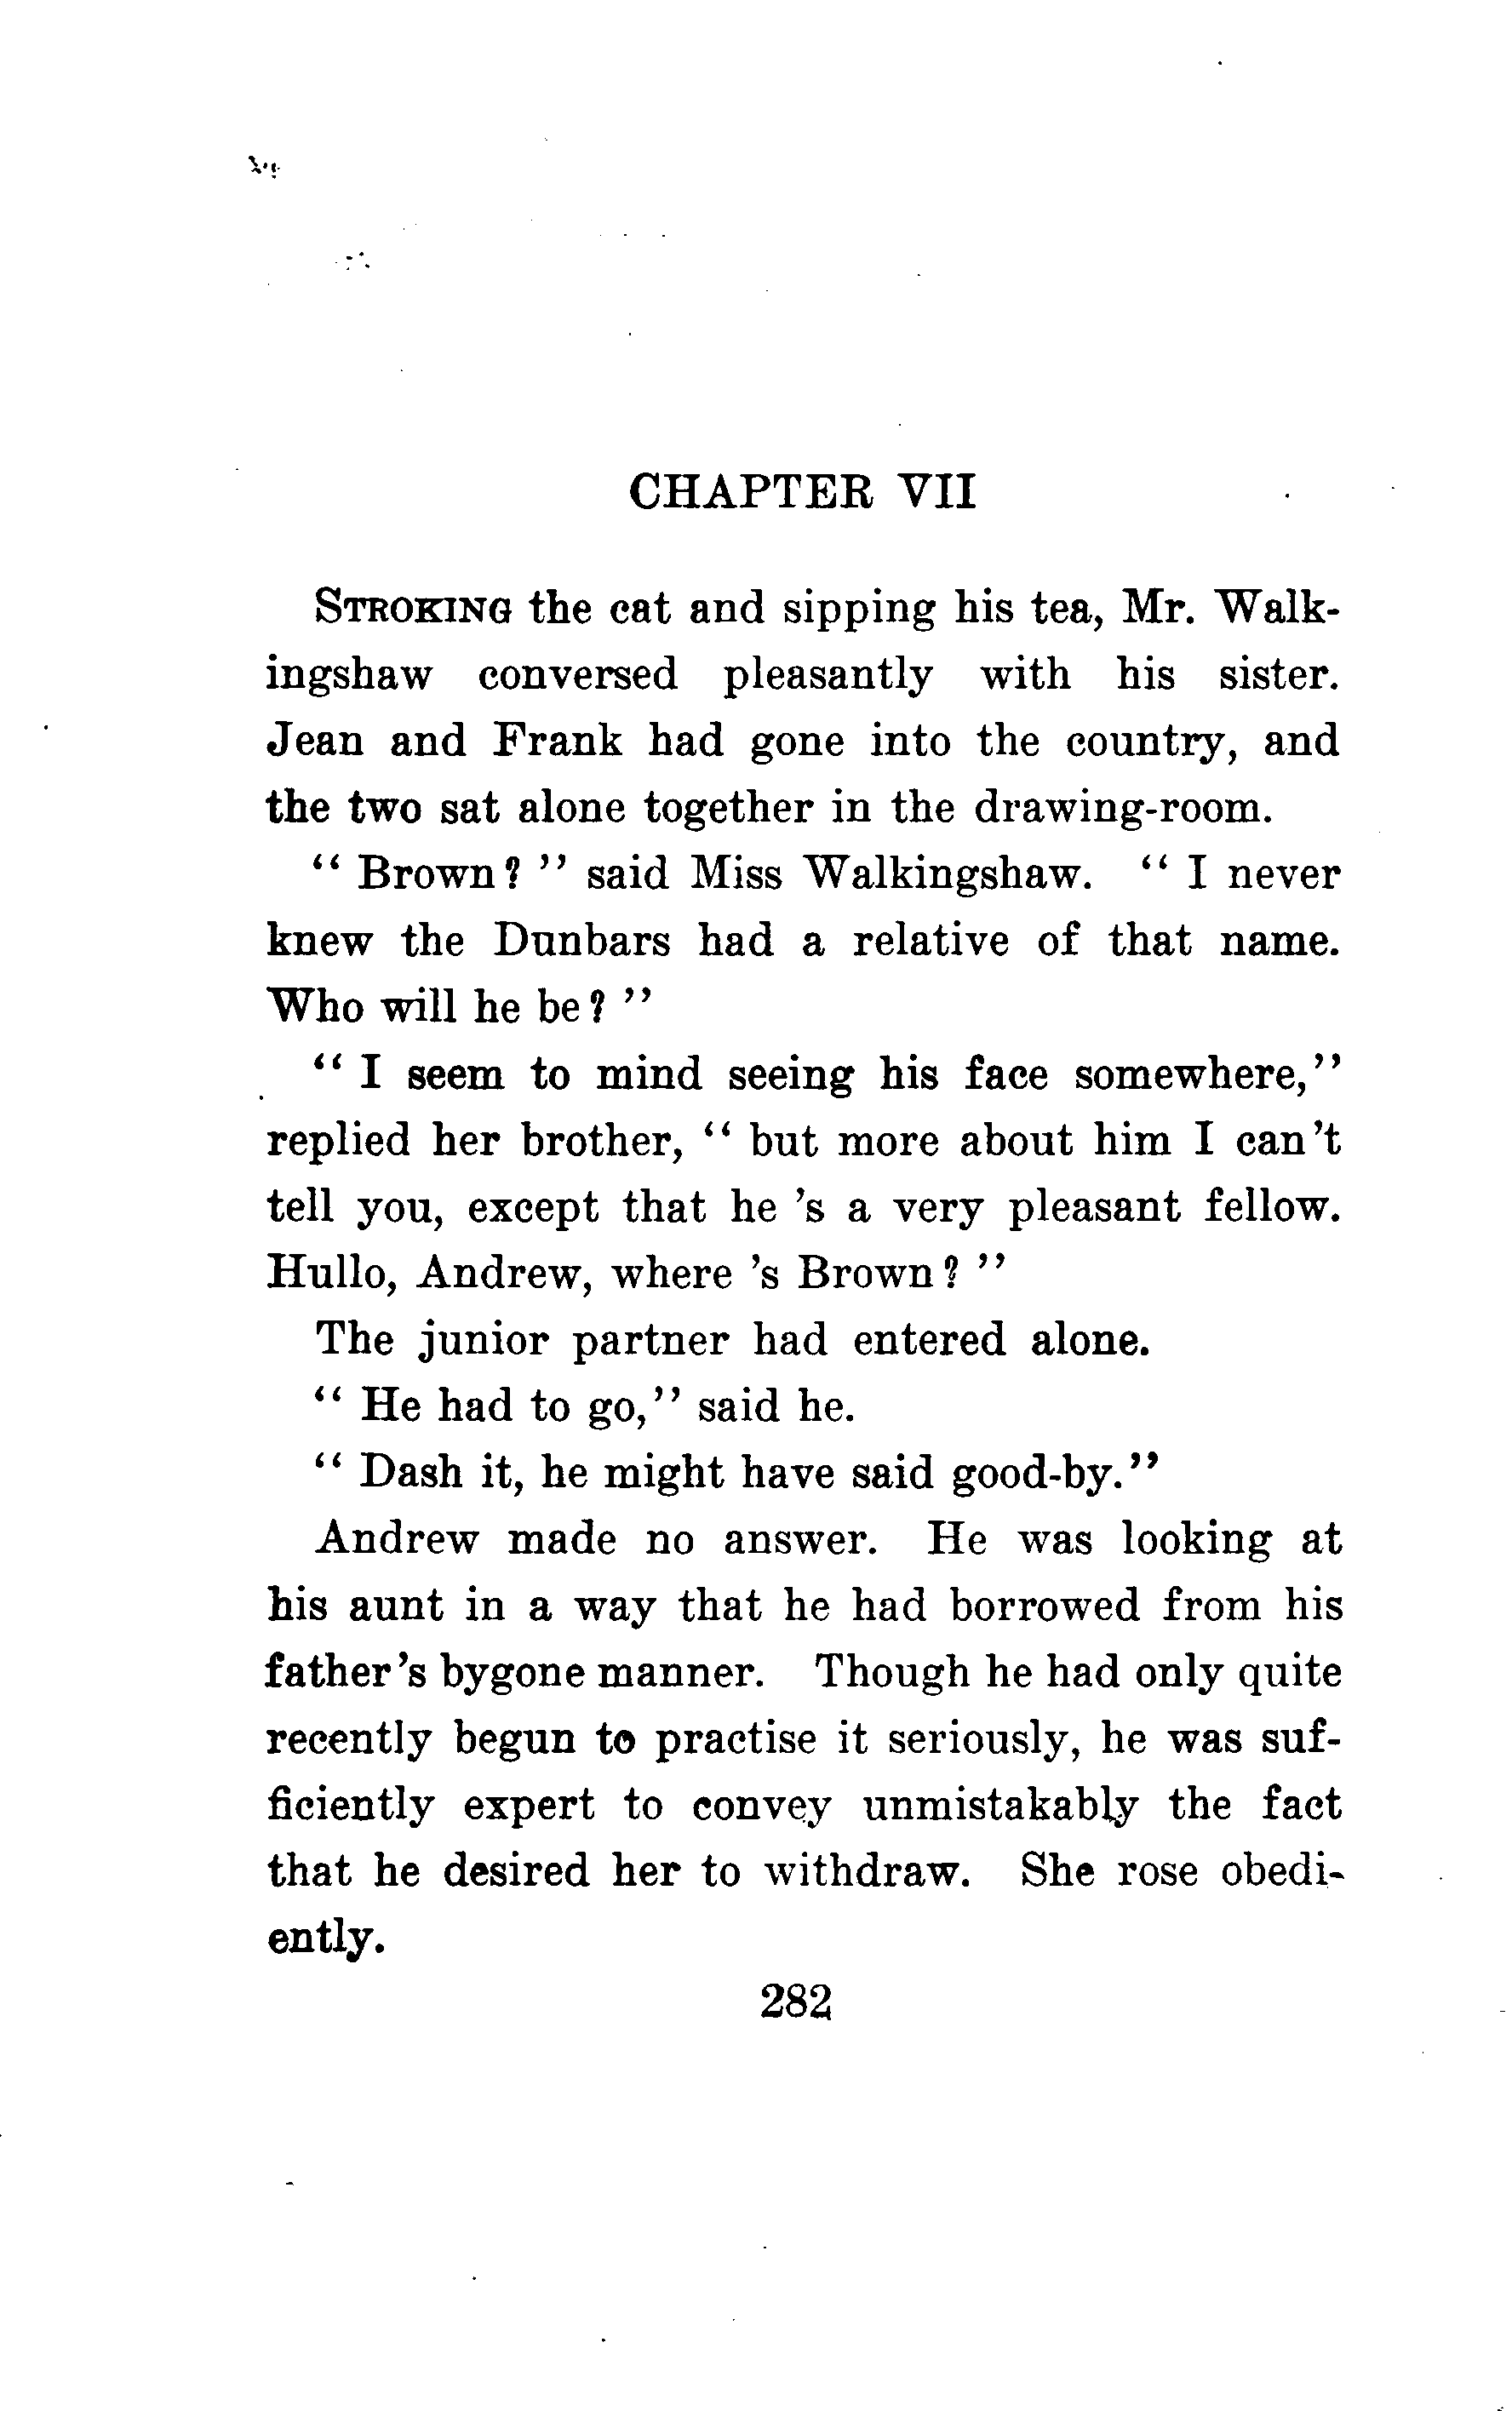 CHAPTER VII
STROKING the cat and sipping his tea, Mr. Walk-
ingshaw conversed pleasantly with his sister.
Jean and Frank had gone into the country, and
the two sat alone together in the drawing-room.
“ Brown? ” said Miss Walkingshaw. “ I never
knew the Dunbars had a relative of that name.
Who will he be? ”
“ I seem to mind seeing his face somewhere,”
replied her brother, “ but more about him I can't
tell you, except that he 's a very pleasant fellow.
Hullo, Andrew, where 's Brown? ”
The junior partner had entered alone.
“ He had to go,” said he.
“ Dash it, he might have said good-by.”
Andrew made no answer. He was looking at
his aunt in a way that he had borrowed from his
father's bygone manner. Though he had only quite
recently begun to practise it seriously, he was suf-
ficiently expert to convey unmistakably the fact
that he desired her to withdraw. She rose obedi-
ently.
282